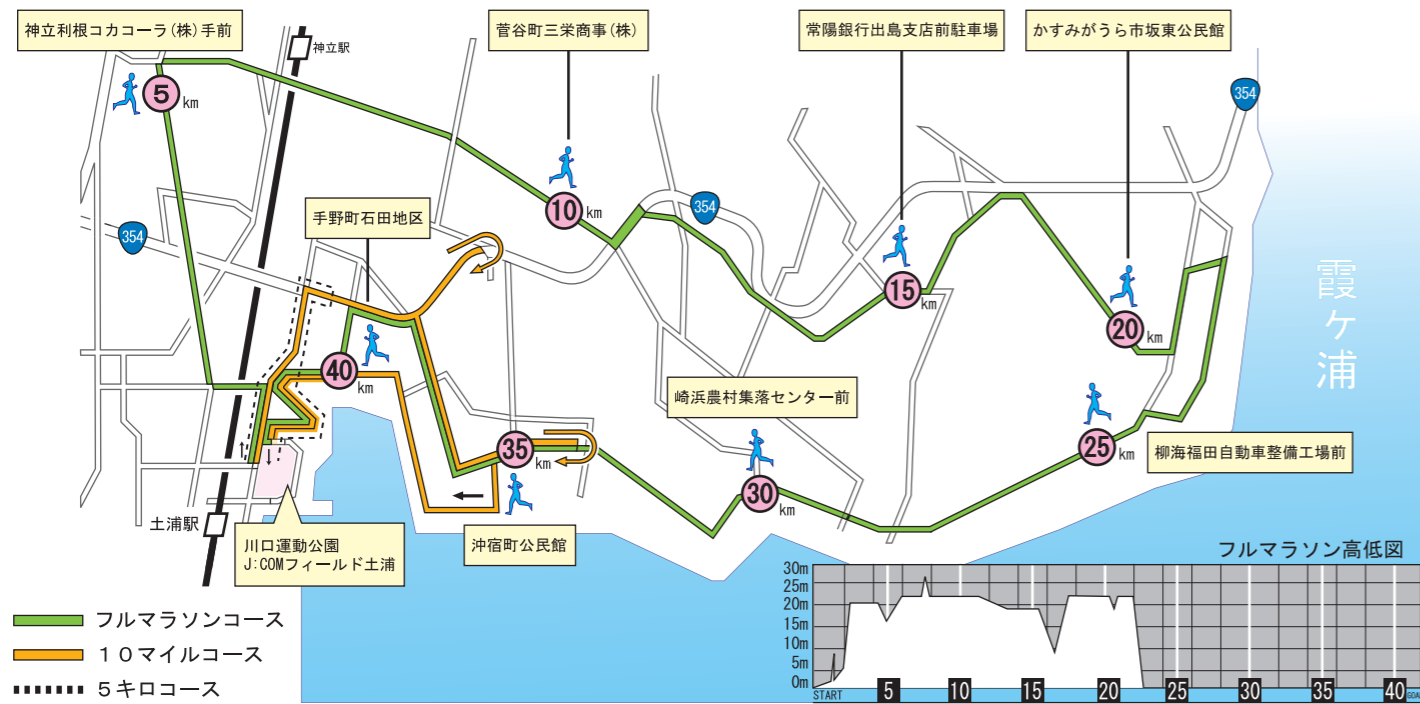 神立利根コカコーラ(株)手前
神立駅
菅谷町三栄商事(株)
常陽銀行出島支店前駐車場
かすみがうら市坂東公民館
5 km
354
10 km
354
手野町石田地区
354
15 km
20 km
霞ヶ浦
40 km
崎浜農村集落センター前
35 km
25 km
柳海福田自動車整備工場前
30 km
土浦駅
川口運動公園
J:COMフィールド土浦
沖宿町公民館
フルマラソンコース
10マイルコース
5キロコース
フルマラソン高低図
30m
25m
20m
15m
10m
5m
0m
START 5 10 15 20 25 30 35 40 GOAL